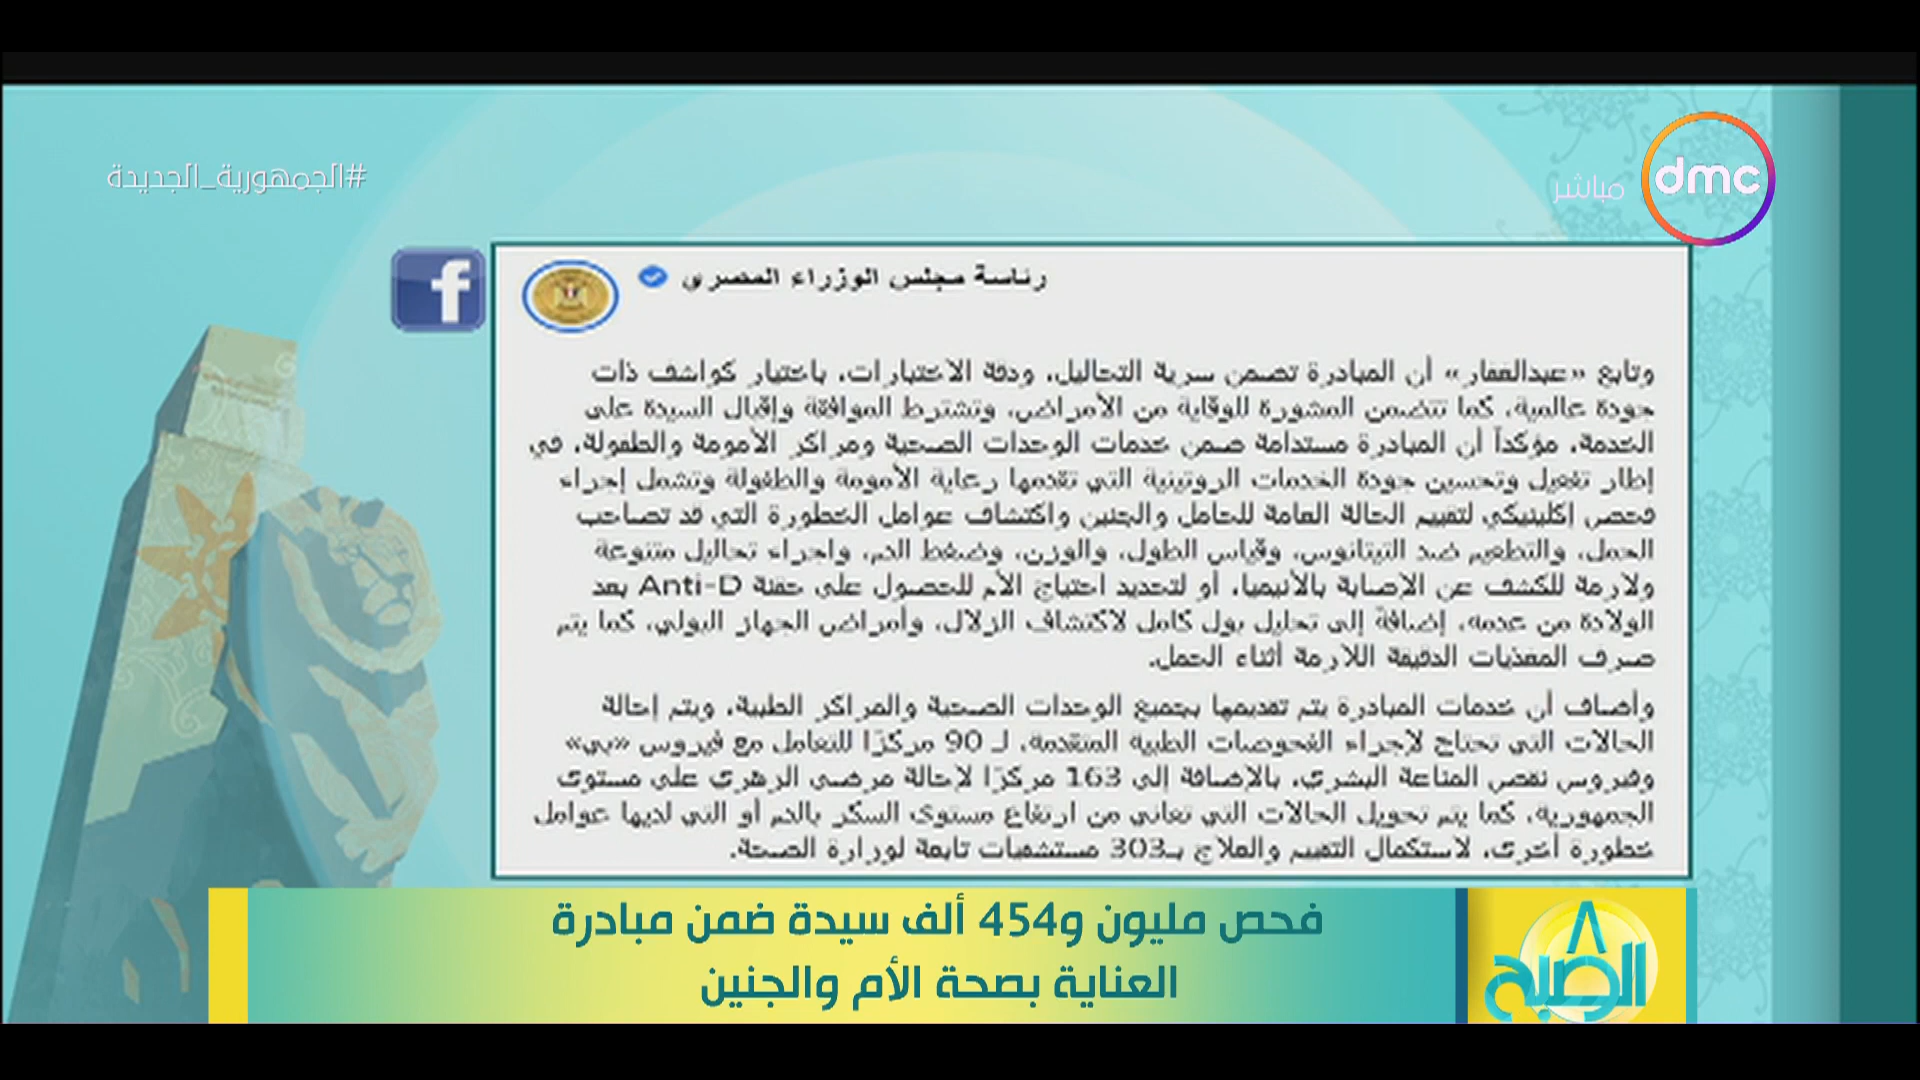 #الجمهورية_الجديدة
مباشر
dmc
f
رئاسة مجلس الوزراء المصري
وتابع «عبدالغفار» أن المبادرة تضمن سرية التحاليل، ودقة الاختبارات، باختيار كواشف ذات
جودة عالمية، كما تتضمن المشورة للوقاية من الأمراض، وتشترط الموافقة وإقبال السيدة على
الخدمة، مؤكداً أن المبادرة مستدامة ضمن خدمات الوحدات الصحية ومراكز الأمومة والطفولة، في
إطار تفعيل وتحسين جودة الخدمات الروتينية التي تقدمها رعاية الأمومة والطفولة وتشمل إجراء
فحص إكلينيكي لتقييم الحالة العامة للحامل والجنين واكتشاف عوامل الخطورة التي قد تصاحب
الحمل، والتطعيم ضد التيتانوس، وقياس الطول، والوزن، وضغط الدم، واجراء تحاليل متنوعة
ولازمة للكشف عن الإصابة بالأنيميا، أو لتحديد احتياج الأم للحصول على حقنة Anti-D بعد
الولادة من عدمه، إضافة إلى تحليل بول كامل لاكتشاف الزلال، وأمراض الجهاز البولي، كما يتم
صرف المغذيات الدقيقة اللازمة أثناء الحمل.
وأضاف أن خدمات المبادرة يتم تقديمها بجميع الوحدات الصحية والمراكز الطبية، ويتم إحالة
الحالات التي تحتاج لإجراء الفحوصات الطبية المتقدمة، لـ 90 مركزًا للتعامل مع فيروس «بي»
وفيروس نقص المناعة البشري، بالإضافة إلى 163 مركزًا لإحالة مرضى الزهري على مستوى
الجمهورية، كما يتم تحويل الحالات التي تعاني من ارتفاع مستوى السكر بالدم أو التي لديها عوامل
خطورة أخرى، لاستكمال التقييم والعلاج بـ303 مستشفيات تابعة لوزارة الصحة.
فحص مليون و454 ألف سيدة ضمن مبادرة
العناية بصحة الأم والجنين
٨
الصبح